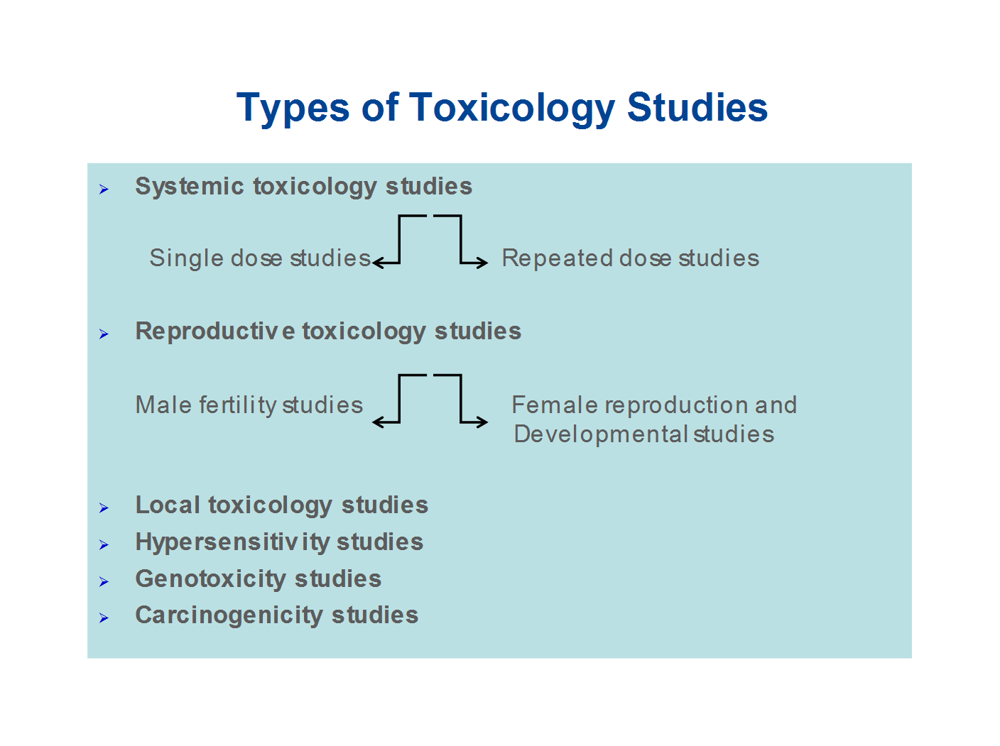 Types of Toxicology Studies
Systemic toxicology studies
Single dose studies
Repeated dose studies
Reproductive toxicology studies
Male fertility studies
Female reproduction and
Developmental studies
Local toxicology studies
Hypersensitivity studies
Genotoxicity studies
Carcinogenicity studies